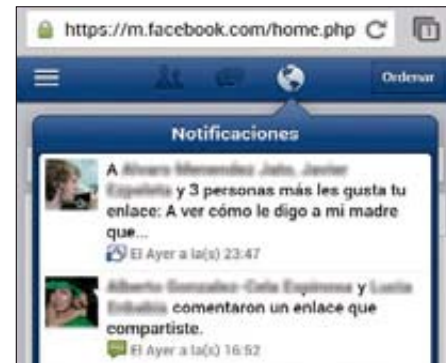 https://m.facebook.com/home.php
1
Ordenar
Notificaciones
A
y 3 personas más les gusta tu
enlace: A ver cómo le digo a mi madre
que...
El Ayer a la(s) 23:47
y
comentaron un enlace que
compartiste.
El Ayer a la(s) 16:52